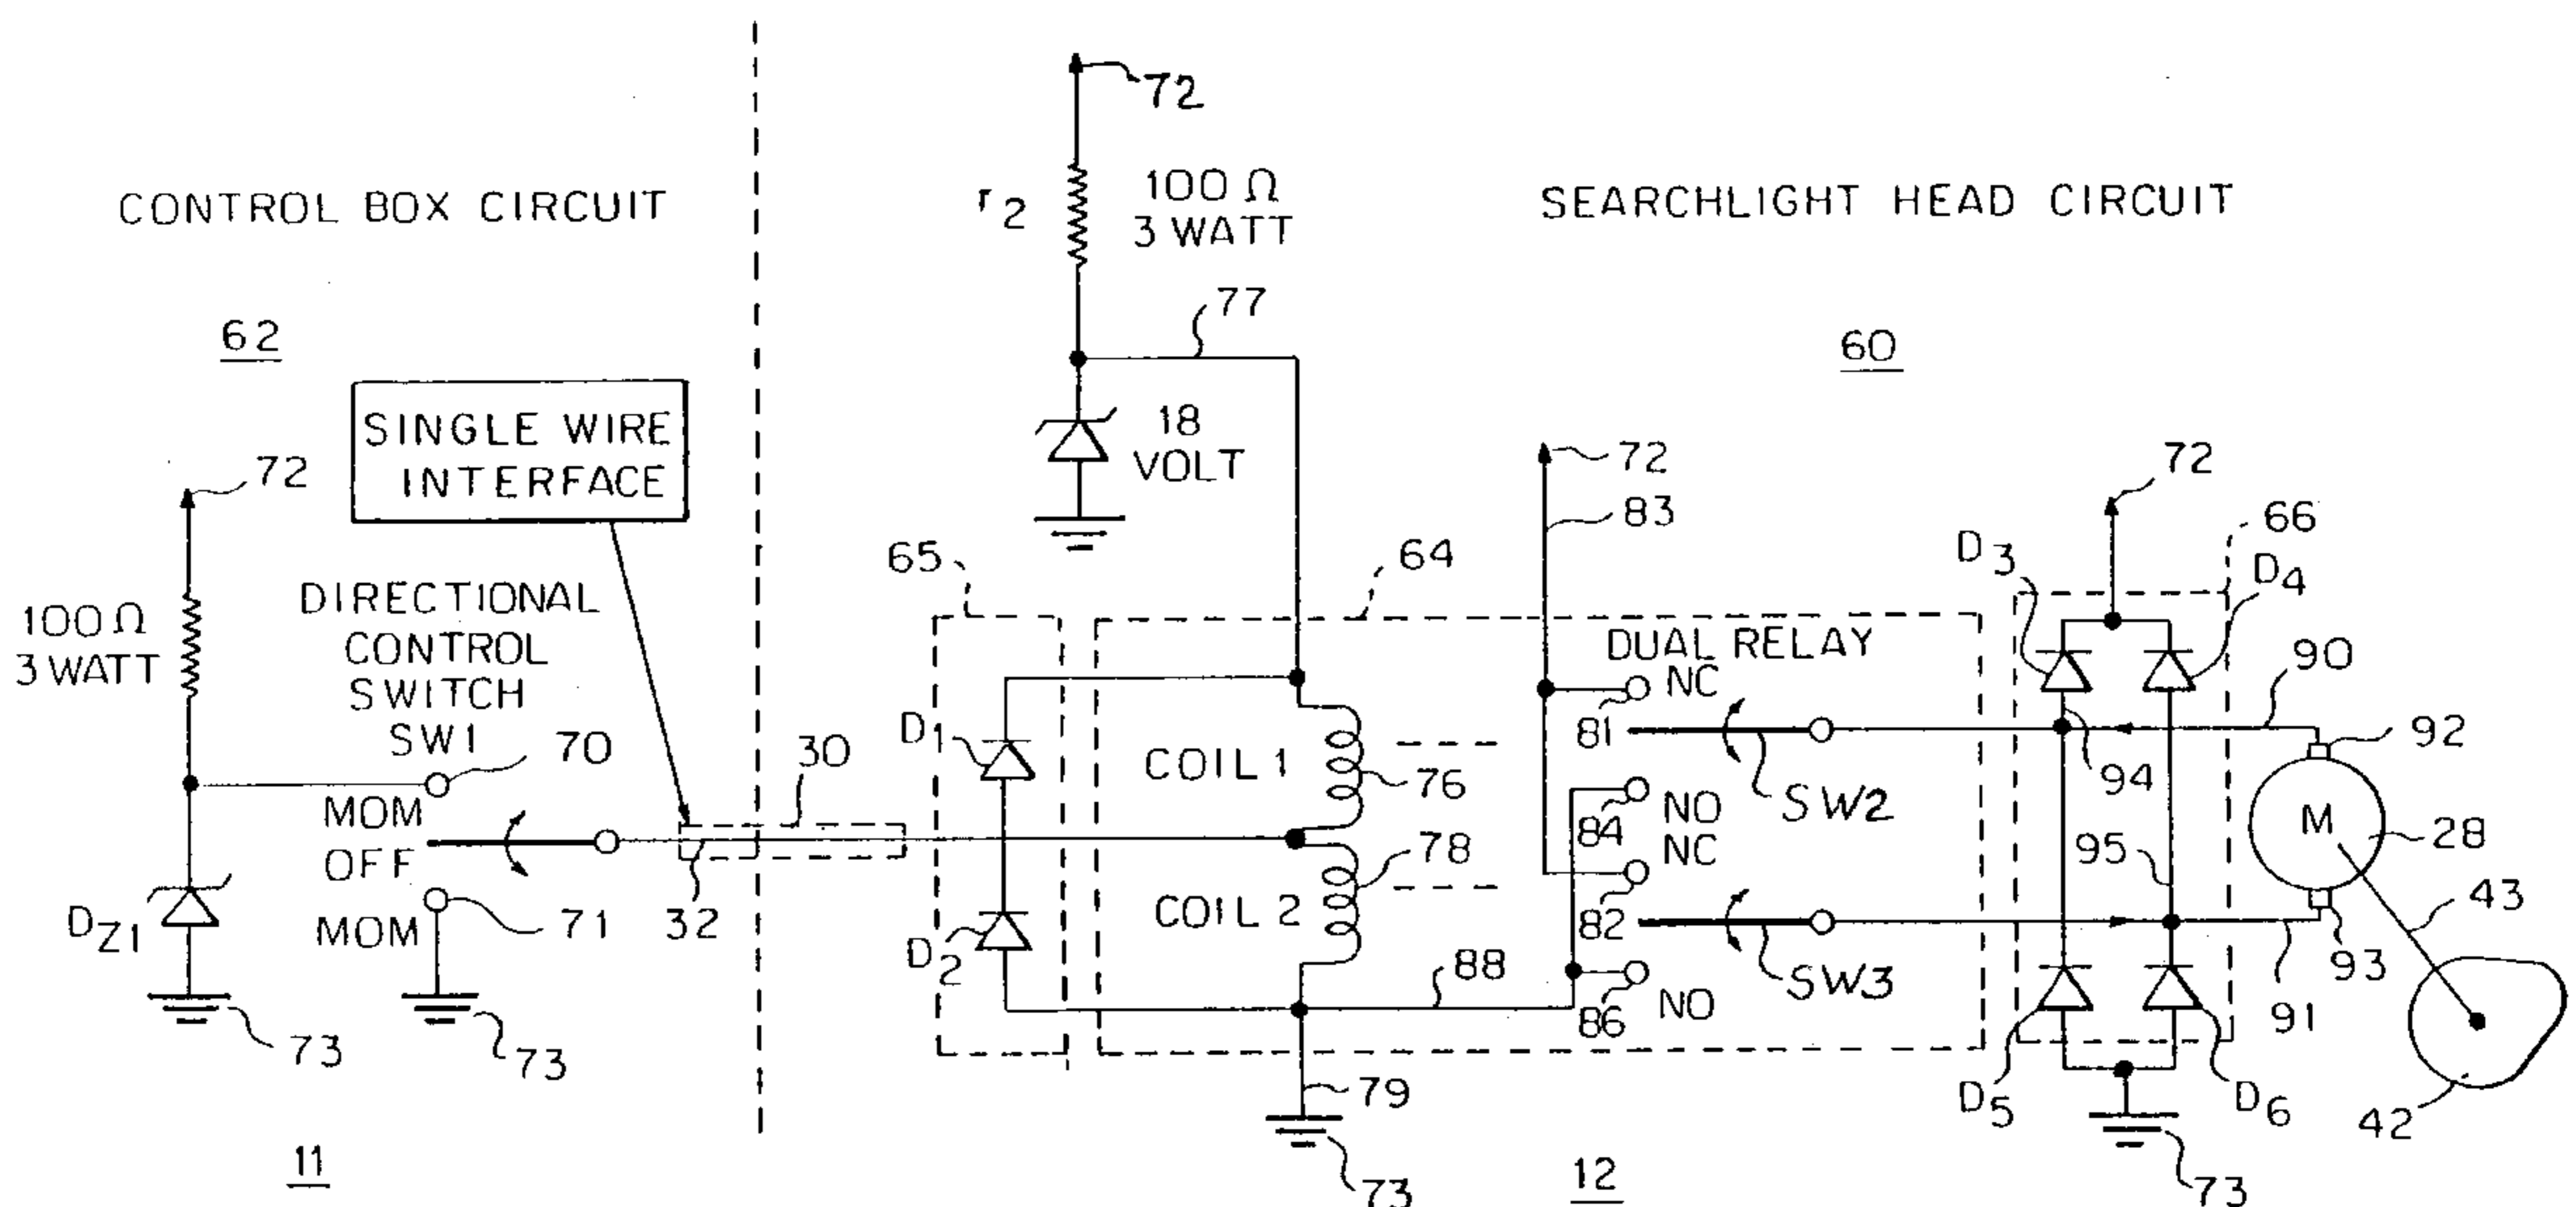 72
CONTROL BOX CIRCUIT
r2
100 Ω
3 WATT
SEARCHLIGHT HEAD CIRCUIT
62
77
60
SINGLE WIRE
INTERFACE
18
VOLT
72
72
72
83
66
65
64
D3
D4
100 Ω
3 WATT
DIRECTIONAL
CONTROL
SWITCH
SW1
70
DUAL RELAY
NC
90
D1
81
92
30
COIL 1
76
94
MOM
NO
SW2
84
M
28
OFF
NC
78
95
DZ1
71
MOM
32
COIL 2
82
43
D2
88
93
SW3
NO
86
91
73
73
79
D5
D6
42
11
73
12
73